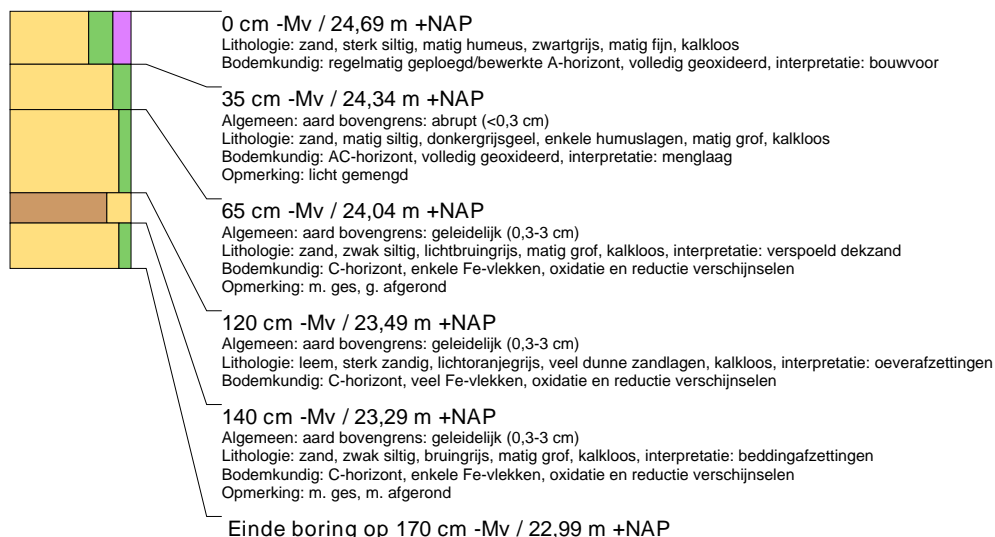 0 cm -Mv / 24,69 m +NAP
Lithologie: zand, sterk siltig, matig humeus, zwartgrijs, matig fijn, kalkloos
Bodemkundig: regelmatig geploegd/bewerkte A-horizont, volledig geoxideerd, interpretatie: bouwvoor
35 cm -Mv / 24,34 m +NAP
Algemeen: aard bovengrens: abrupt (<0,3 cm)
Lithologie: zand, matig siltig, donkergrijsgeel, enkele humuslagen, matig grof, kalkloos
Bodemkundig: AC-horizont, volledig geoxideerd, interpretatie: menglaag
Opmerking: licht gemengd
65 cm -Mv / 24,04 m +NAP
Algemeen: aard bovengrens: geleidelijk (0,3-3 cm)
Lithologie: zand, zwak siltig, lichtbruingrijs, matig grof, kalkloos, interpretatie: verspoeld dekzand
Bodemkundig: C-horizont, enkele Fe-vlekken, oxidatie en reductie verschijnselen
Opmerking: m. ges, g. afgerond
120 cm -Mv / 23,49 m +NAP
Algemeen: aard bovengrens: geleidelijk (0,3-3 cm)
Lithologie: leem, sterk zandig, lichtoranjegrijs, veel dunne zandlagen, kalkloos, interpretatie: oeverafzettingen
Bodemkundig: C-horizont, veel Fe-vlekken, oxidatie en reductie verschijnselen
140 cm -Mv / 23,29 m +NAP
Algemeen: aard bovengrens: geleidelijk (0,3-3 cm)
Lithologie: zand, zwak siltig, bruingrijs, matig grof, kalkloos, interpretatie: beddingafzettingen
Bodemkundig: C-horizont, enkele Fe-vlekken, oxidatie en reductie verschijnselen
Opmerking: m. ges, m. afgerond
Einde boring op 170 cm -Mv / 22,99 m +NAP